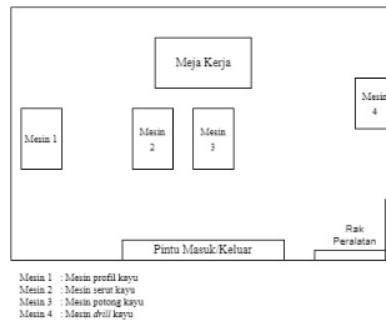 Meja Kerja
Mesin 1
Mesin
2
Mesin
3
Mesin
4
Rak
Peralatan
Pintu Masuk/Keluar
Mesin 1 : Mesin profil kayu
Mesin 2 : Mesin serut kayu
Mesin 3 : Mesin potong kayu
Mesin 4 : Mesin drill kayu